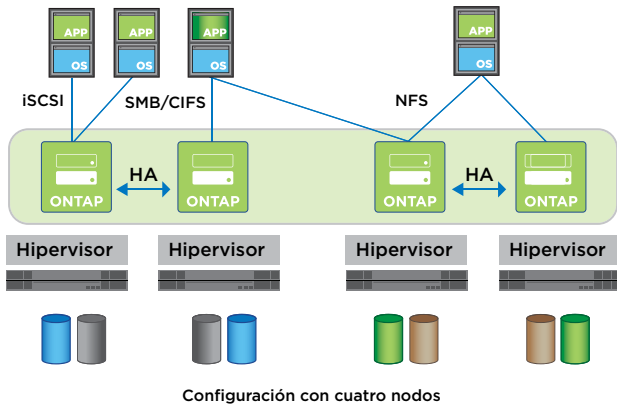 APP
OS
APP
OS
APP
OS
APP
OS
iSCSI
SMB/CIFS
NFS
ONTAP
HA
ONTAP
ONTAP
HA
ONTAP
Hipervisor
Hipervisor
Hipervisor
Hipervisor
Configuración con cuatro nodos